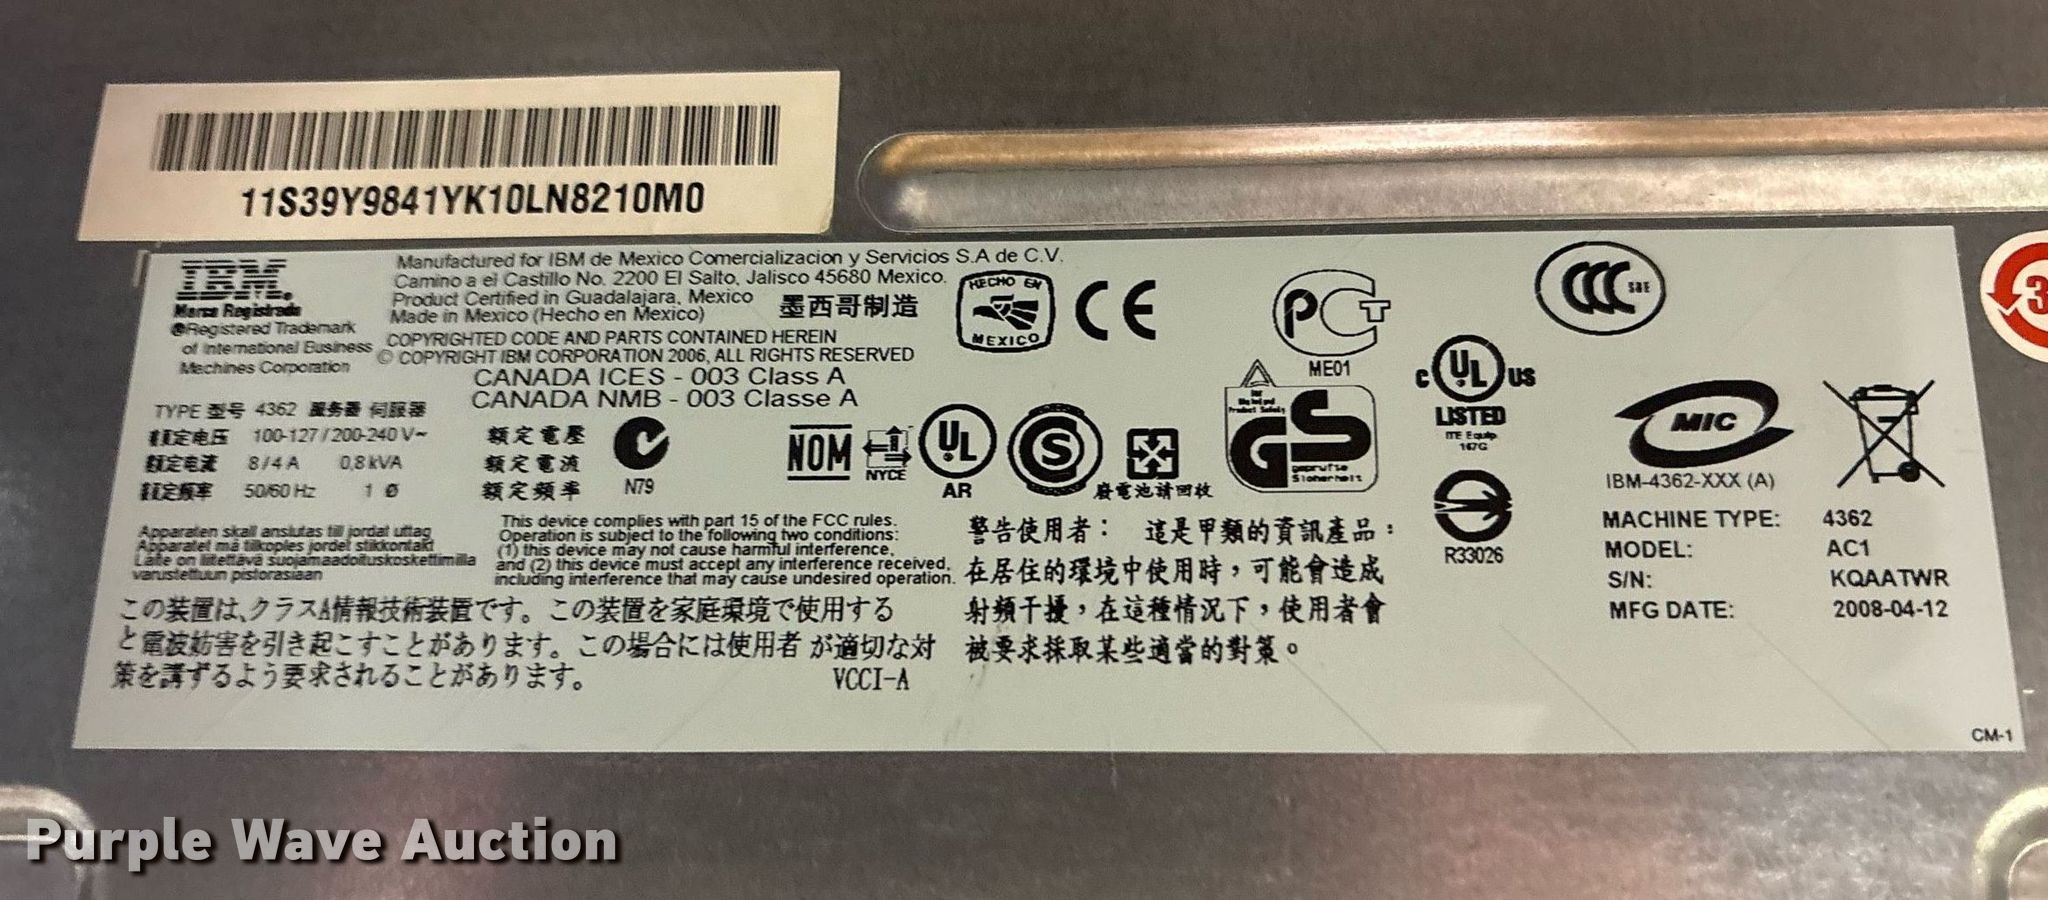 11S39Y9841YK10LN8210M0
IBM.
Marca Registrada
®Registered Trademark
of International Business
Machines Corporation
Manufactured for IBM de Mexico Comercializacion y Servicios S.A de C.V.
Camino a el Castillo No. 2200 El Salto, Jalisco 45680 Mexico.
Product Certified in Guadalajara, Mexico
Made in Mexico (Hecho en Mexico)
墨西哥制造
COPYRIGHTED CODE AND PARTS CONTAINED HEREIN
© COPYRIGHT IBM CORPORATION 2006, ALL RIGHTS RESERVED
CANADA ICES - 003 Class A
CANADA NMB - 003 Classe A
HECHO EN
MEXICO
CE
PCT
ME01
CCC
S&E
3
TYPE 型号 4362 服务器 伺服器
额定电压 100-127 / 200-240 V~ 額定電壓
额定电流 8 / 4 A 0,8 kVA 額定電流
额定频率 50/60 Hz 1 Ø 額定頻率
N79
NOM
NYCE
UL
AR
S
廢電池請回收
GS
geprüfte
Sicherheit
C UL US
LISTED
ITE Equip.
167G
R33026
MIC
IBM-4362-XXX (A)
MACHINE TYPE: 4362
MODEL: AC1
S/N: KQAATWR
MFG DATE: 2008-04-12
Apparaten skall anslutas till jordat uttag
Apparatet må tilkoples jordet stikkontakt
Laite on liitettävä suojamaadoituskoskettimilla
varustettuun pistorasiaan
This device complies with part 15 of the FCC rules.
Operation is subject to the following two conditions:
(1) this device may not cause harmful interference,
and (2) this device must accept any interference received,
including interference that may cause undesired operation.
警告使用者： 這是甲類的資訊產品：
在居住的環境中使用時，可能會造成
射頻干擾，在這種情況下，使用者會
被要求採取某些適當的對策。
この装置は、クラスA情報技術装置です。この装置を家庭環境で使用する
と電波妨害を引き起こすことがあります。この場合には使用者 が適切な対
策を講ずるよう要求されることがあります。 VCCI-A
CM-1
Purple Wave Auction